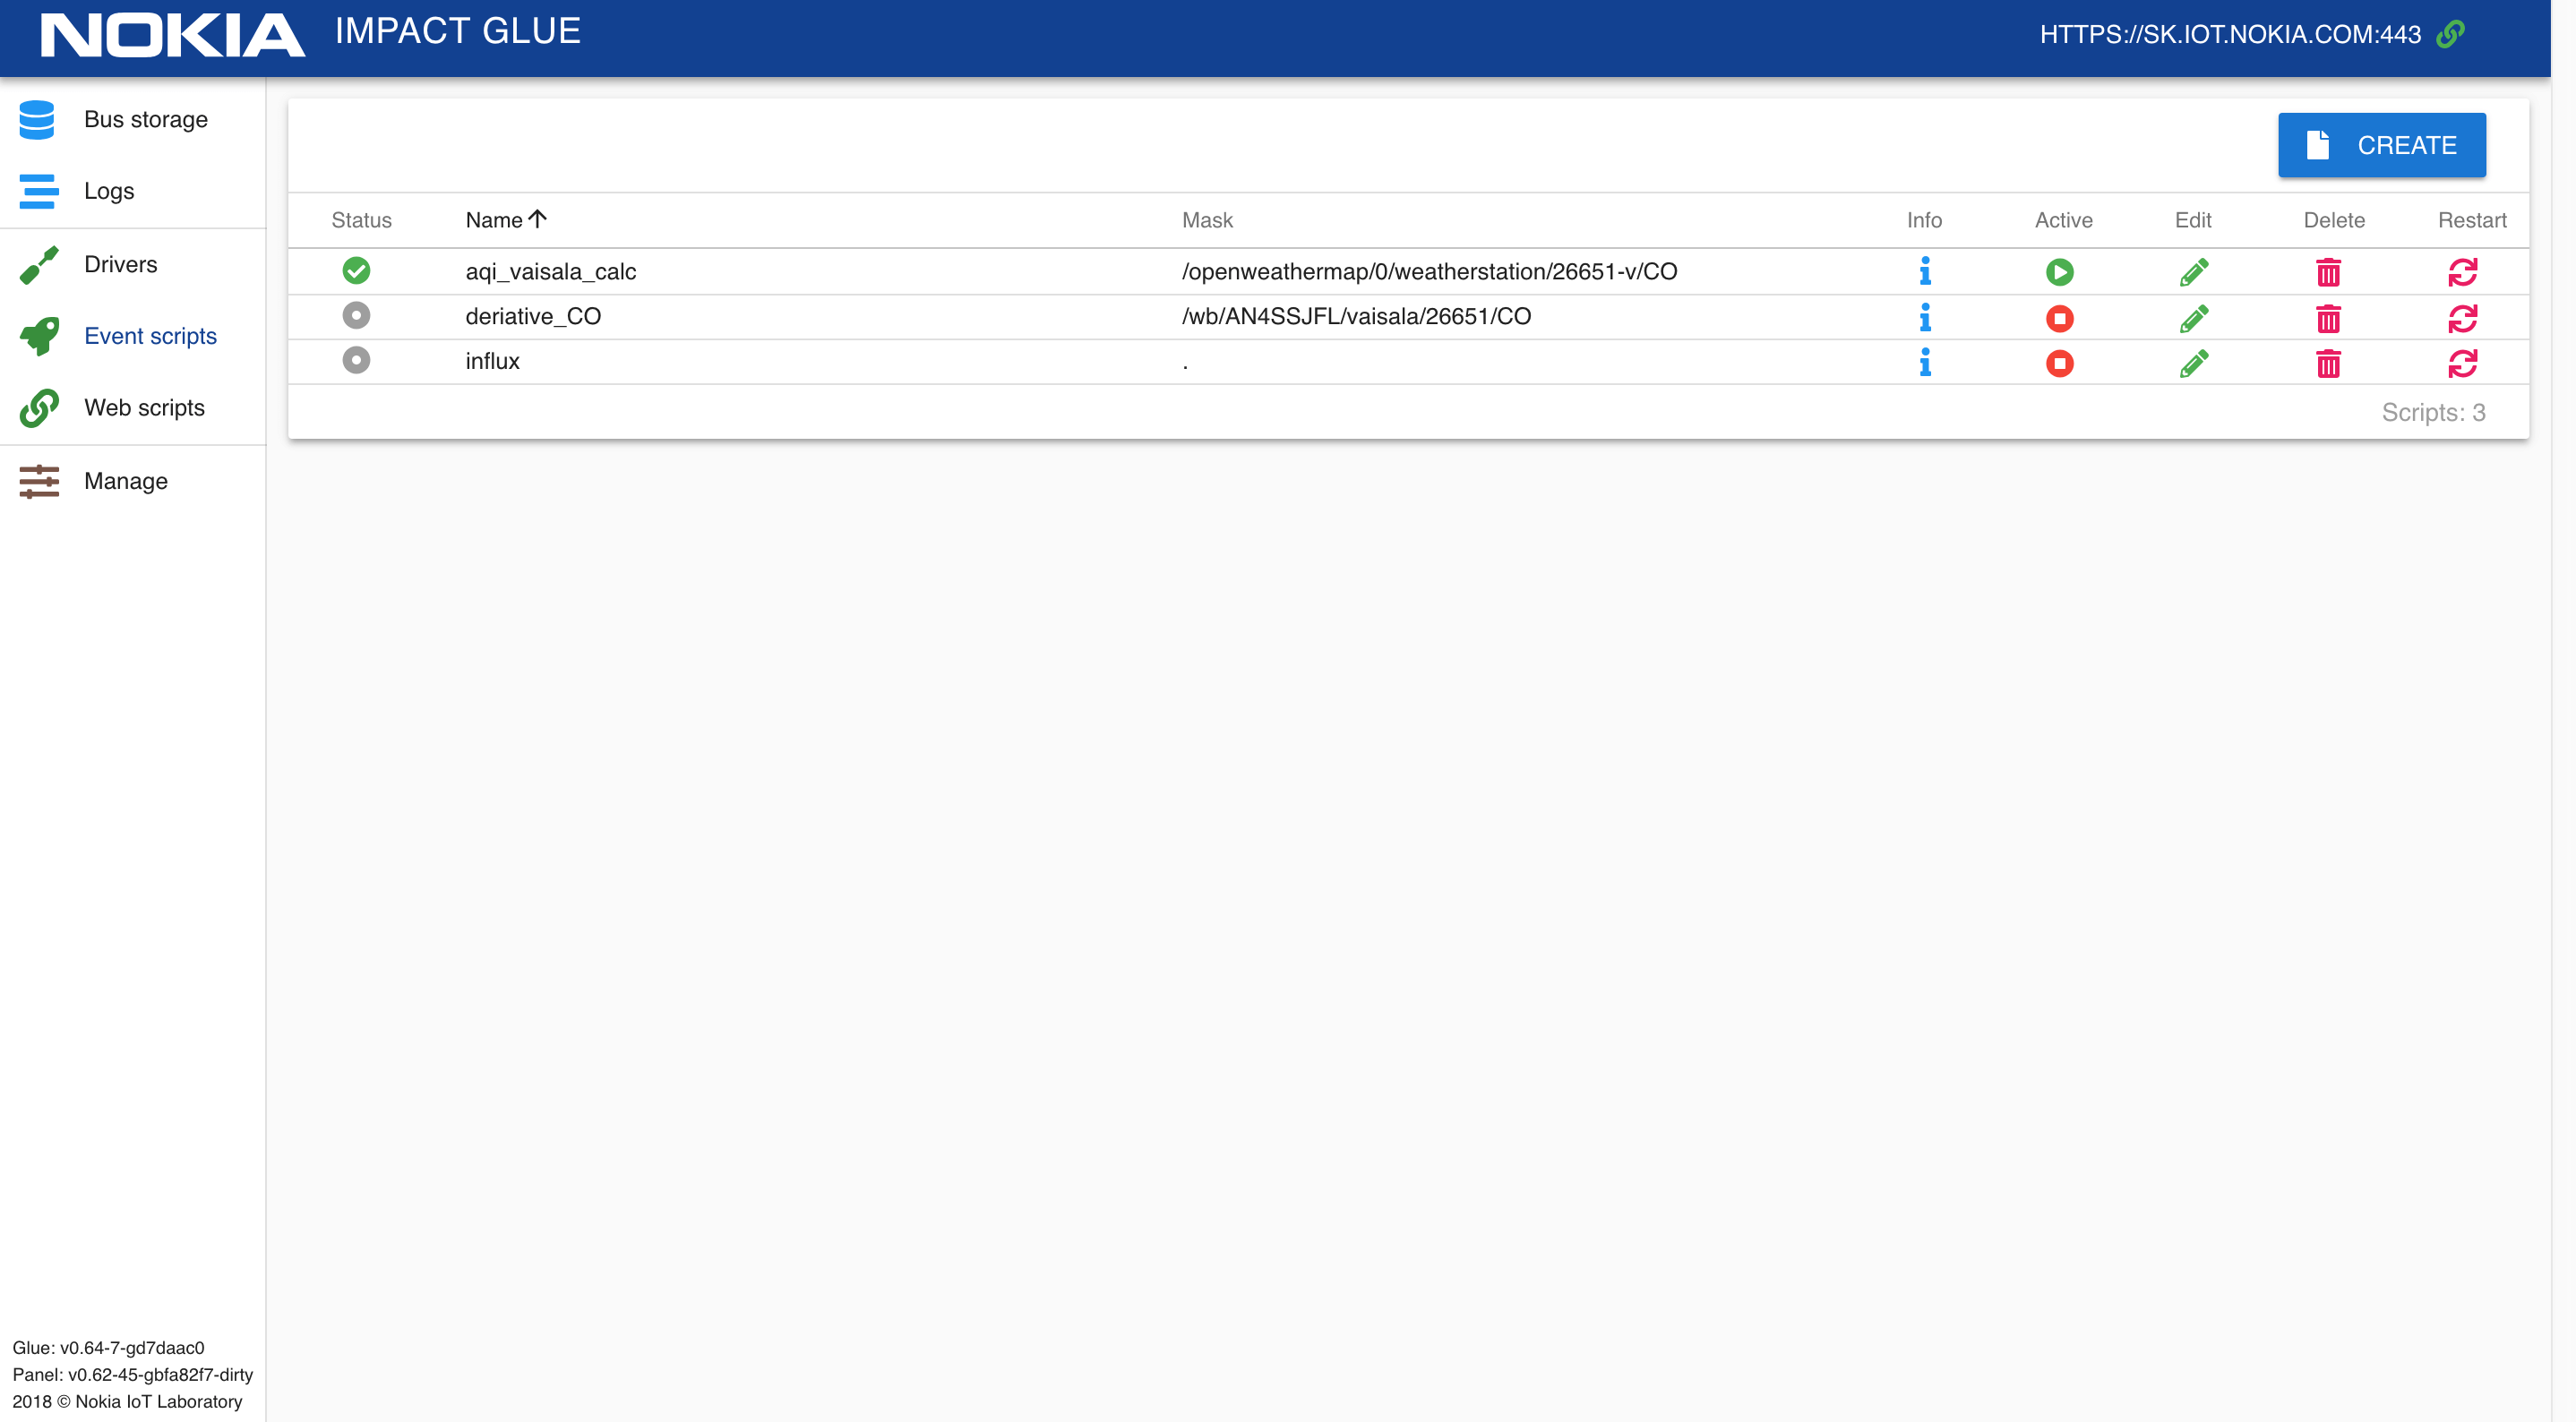 NOKIA IMPACT GLUE HTTPS://SK.IOT.NOKIA.COM:443
Bus storage
Logs
Drivers
Event scripts
Web scripts
Manage
CREATE
Status Name Mask Info Active Edit Delete Restart
aqi_vaisala_calc /openweathermap/0/weatherstation/26651-v/CO
deriative_CO /wb/AN4SSJFL/vaisala/26651/CO
influx .
Scripts: 3
Glue: v0.64-7-gd7daac0
Panel: v0.62-45-gbfa82f7-dirty
2018 © Nokia IoT Laboratory